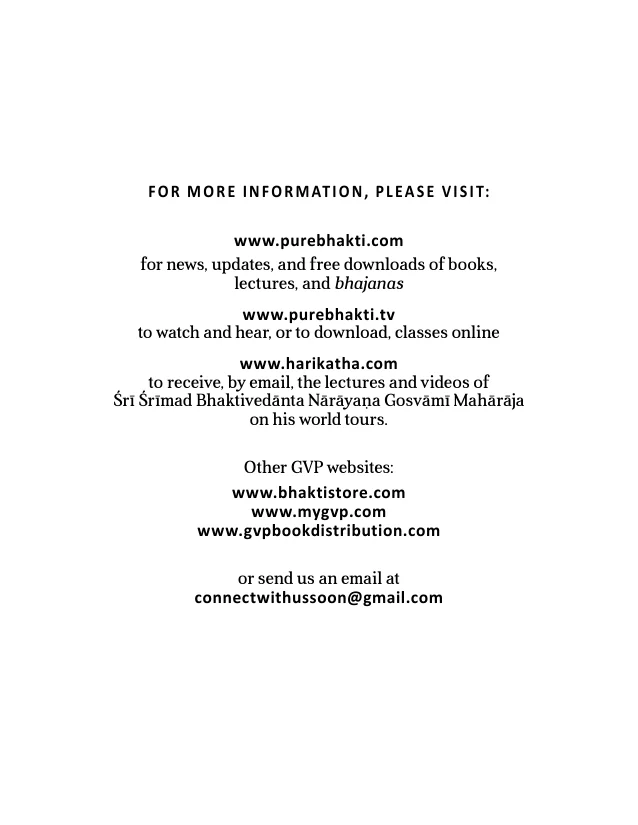 FOR MORE INFORMATION, PLEASE VISIT:
www.purebhakti.com
for news, updates, and free downloads of books,
lectures, and bhajanas
www.purebhakti.tv
to watch and hear, or to download, classes online
www.harikatha.com
to receive, by email, the lectures and videos of
Śrī Śrīmad Bhaktivedānta Nārāyaṇa Gosvāmī Mahārāja
on his world tours.
Other GVP websites:
www.bhaktistore.com
www.mygvp.com
www.gvpbookdistribution.com
or send us an email at
connectwithussoon@gmail.com